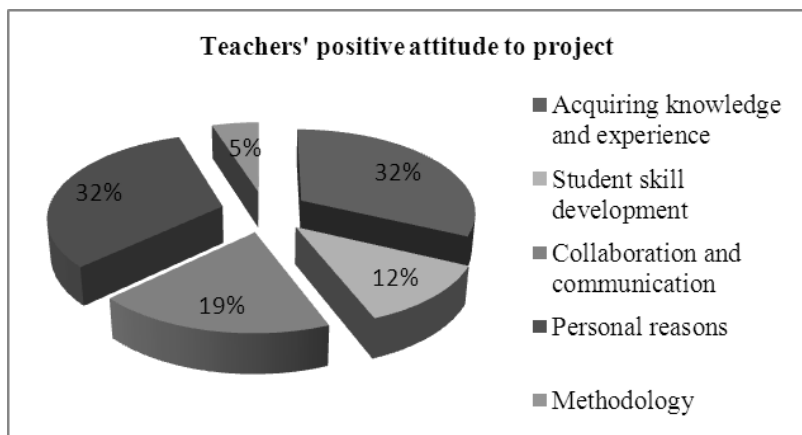 Teachers' positive attitude to project
32%
12%
19%
32%
5%
Acquiring knowledge
and experience
Student skill
development
Collaboration and
communication
Personal reasons
Methodology